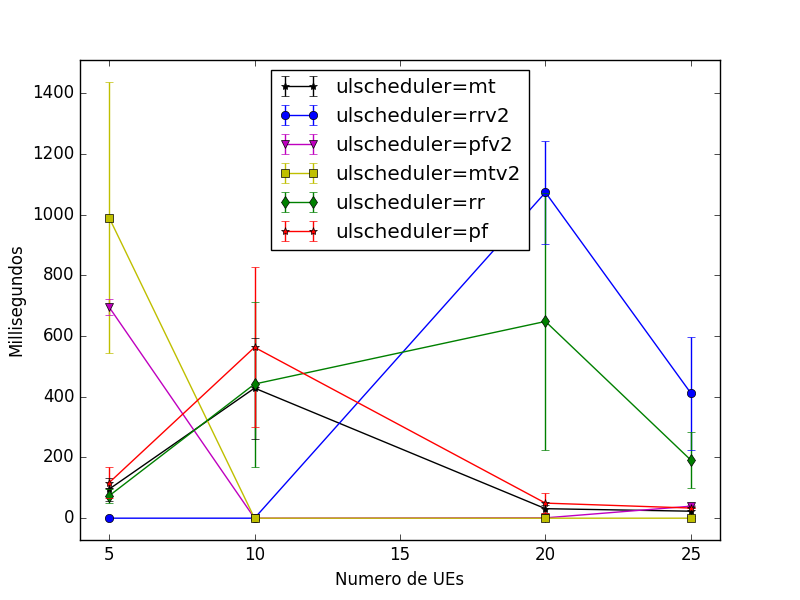 1400
1200
1000
800
600
400
200
0
Millisegundos
ulscheduler=mt
ulscheduler=rrv2
ulscheduler=pfv2
ulscheduler=mtv2
ulscheduler=rr
ulscheduler=pf
5
10
15
20
25
Numero de UEs